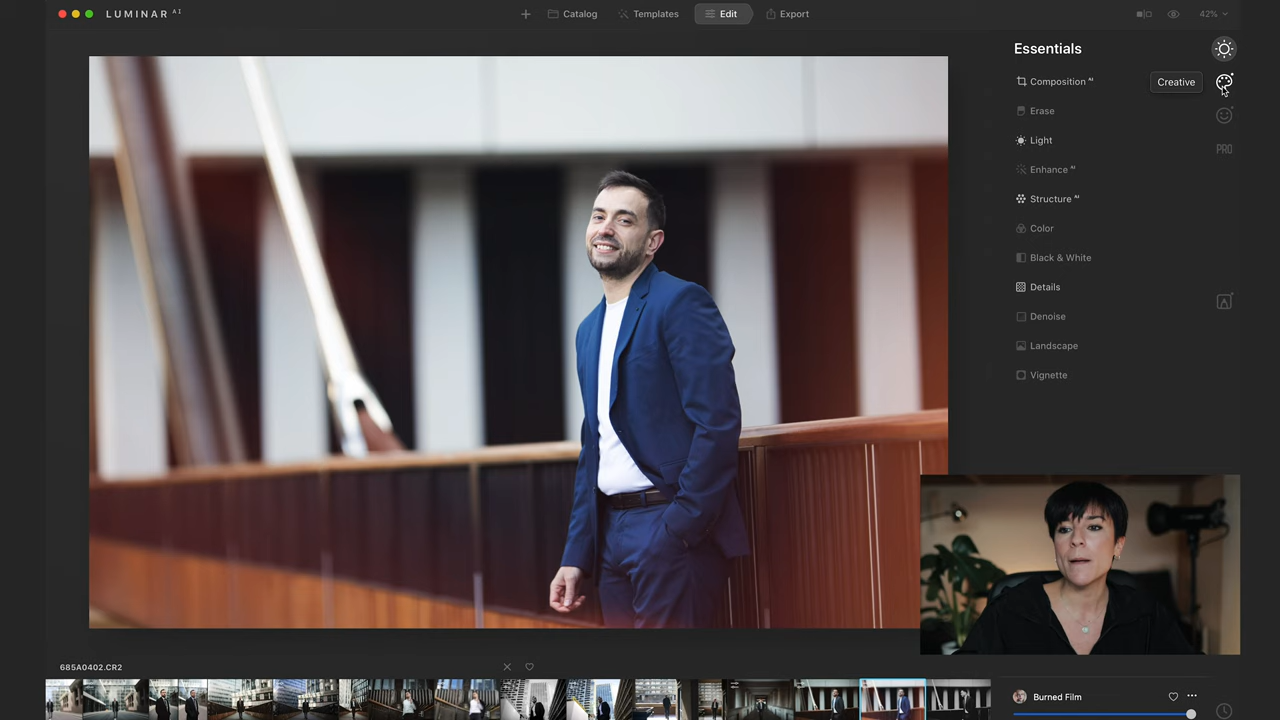 LUMINAR AI
Catalog
Templates
Edit
Export
42%
Essentials
Composition AI
Creative
Erase
Light
PRO
Enhance AI
Structure AI
Color
Black & White
Details
Denoise
Landscape
Vignette
685A0402.CR2
Burned Film